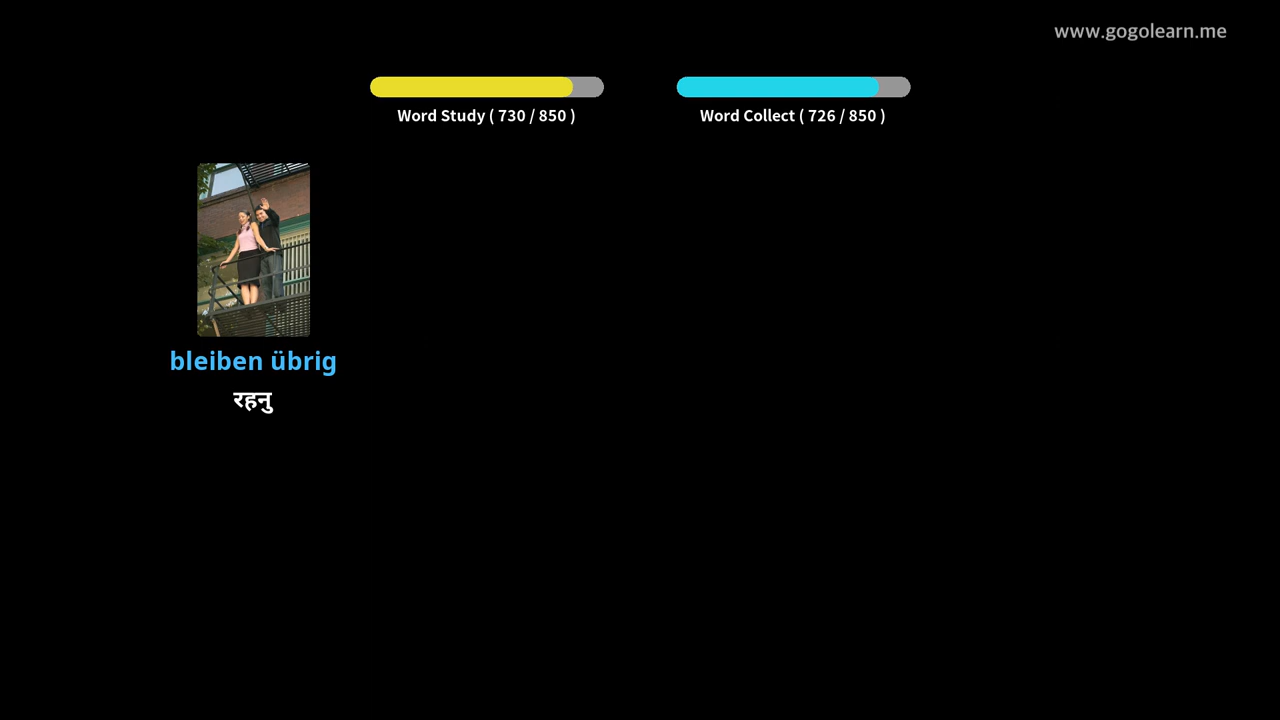 www.gogolearn.me
Word Study ( 730 / 850 )
Word Collect ( 726 / 850 )
bleiben übrig
रहनु